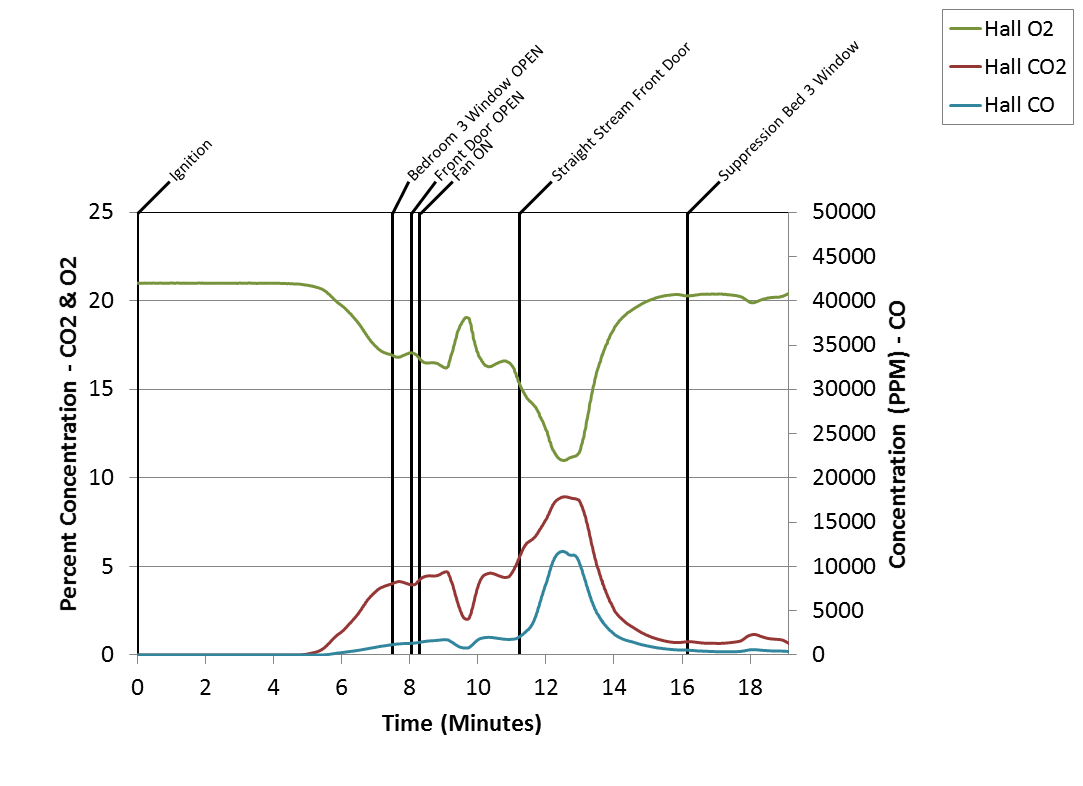 Hall O2
Hall CO2
Hall CO
Ignition
Bedroom 3 Window OPEN
Front Door OPEN
Fan ON
Straight Stream Front Door
Suppression Bed 3 Window
Percent Concentration - CO2 & O2
25
20
15
10
5
0
50000
45000
40000
35000
30000
25000
20000
15000
10000
5000
0
Concentration (PPM) - CO
0 2 4 6 8 10 12 14 16 18
Time (Minutes)